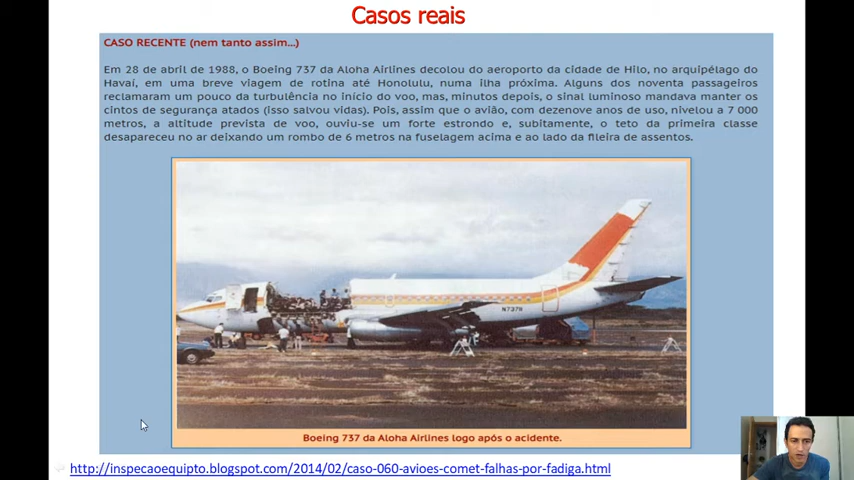 Casos reais
CASO RECENTE (nem tanto assim...)
Em 28 de abril de 1988, o Boeing 737 da Aloha Airlines decolou do aeroporto da cidade de Hilo, no arquipélago do
Havaí, em uma breve viagem de rotina até Honolulu, numa ilha próxima. Alguns dos noventa passageiros
reclamaram um pouco da turbulência no início do voo, mas, minutos depois, o sinal luminoso mandava manter os
cintos de segurança atados (isso salvou vidas). Pois, assim que o avião, com dezenove anos de uso, nivelou a 7 000
metros, a altitude prevista de voo, ouviu-se um forte estrondo e, subitamente, o teto da primeira classe
desapareceu no ar deixando um rombo de 6 metros na fuselagem acima e ao lado da fileira de assentos.
Boeing 737 da Aloha Airlines logo após o acidente.
http://inspecaoequipto.blogspot.com/2014/02/caso-060-avioes-comet-falhas-por-fadiga.html